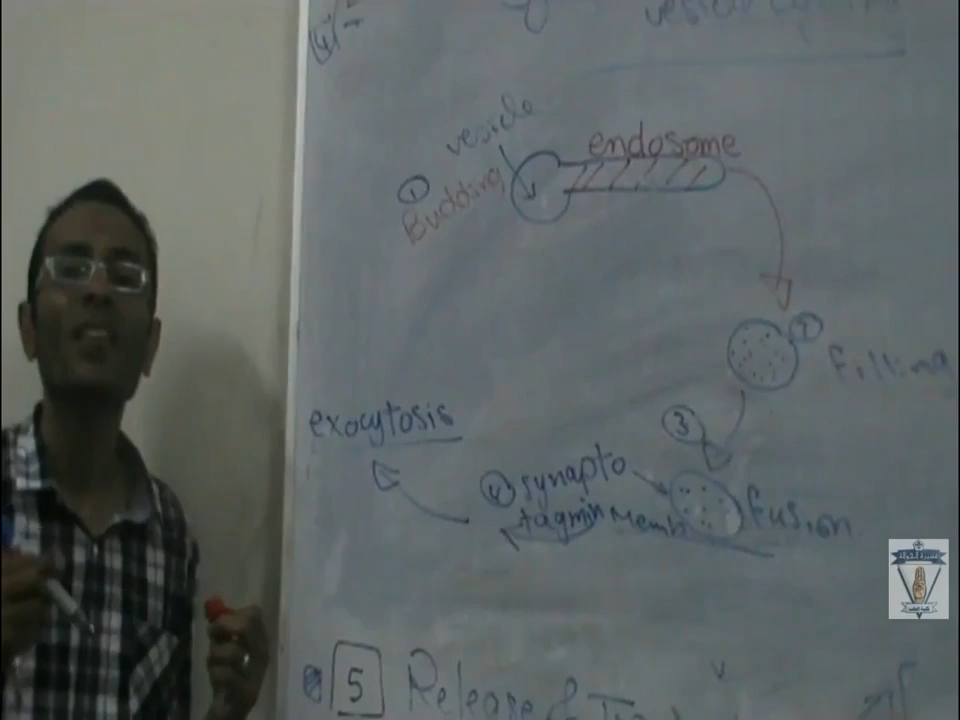 vesicle
endosome
① Budding
②
filling
exocytosis
③
④ synapto
tagmin Memb
fusion
5 Release &